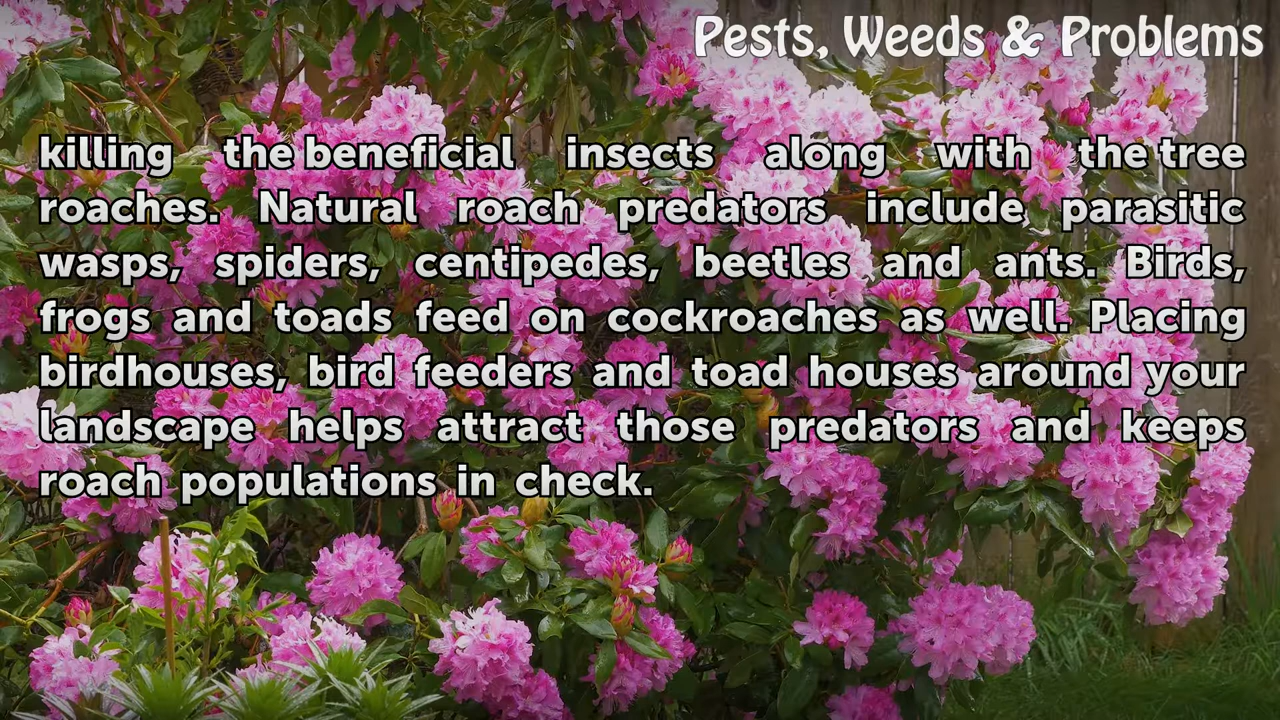 Pests, Weeds & Problems
killing the beneficial insects along with the tree
roaches. Natural roach predators include parasitic
wasps, spiders, centipedes, beetles and ants. Birds,
frogs and toads feed on cockroaches as well. Placing
birdhouses, bird feeders and toad houses around your
landscape helps attract those predators and keeps
roach populations in check.